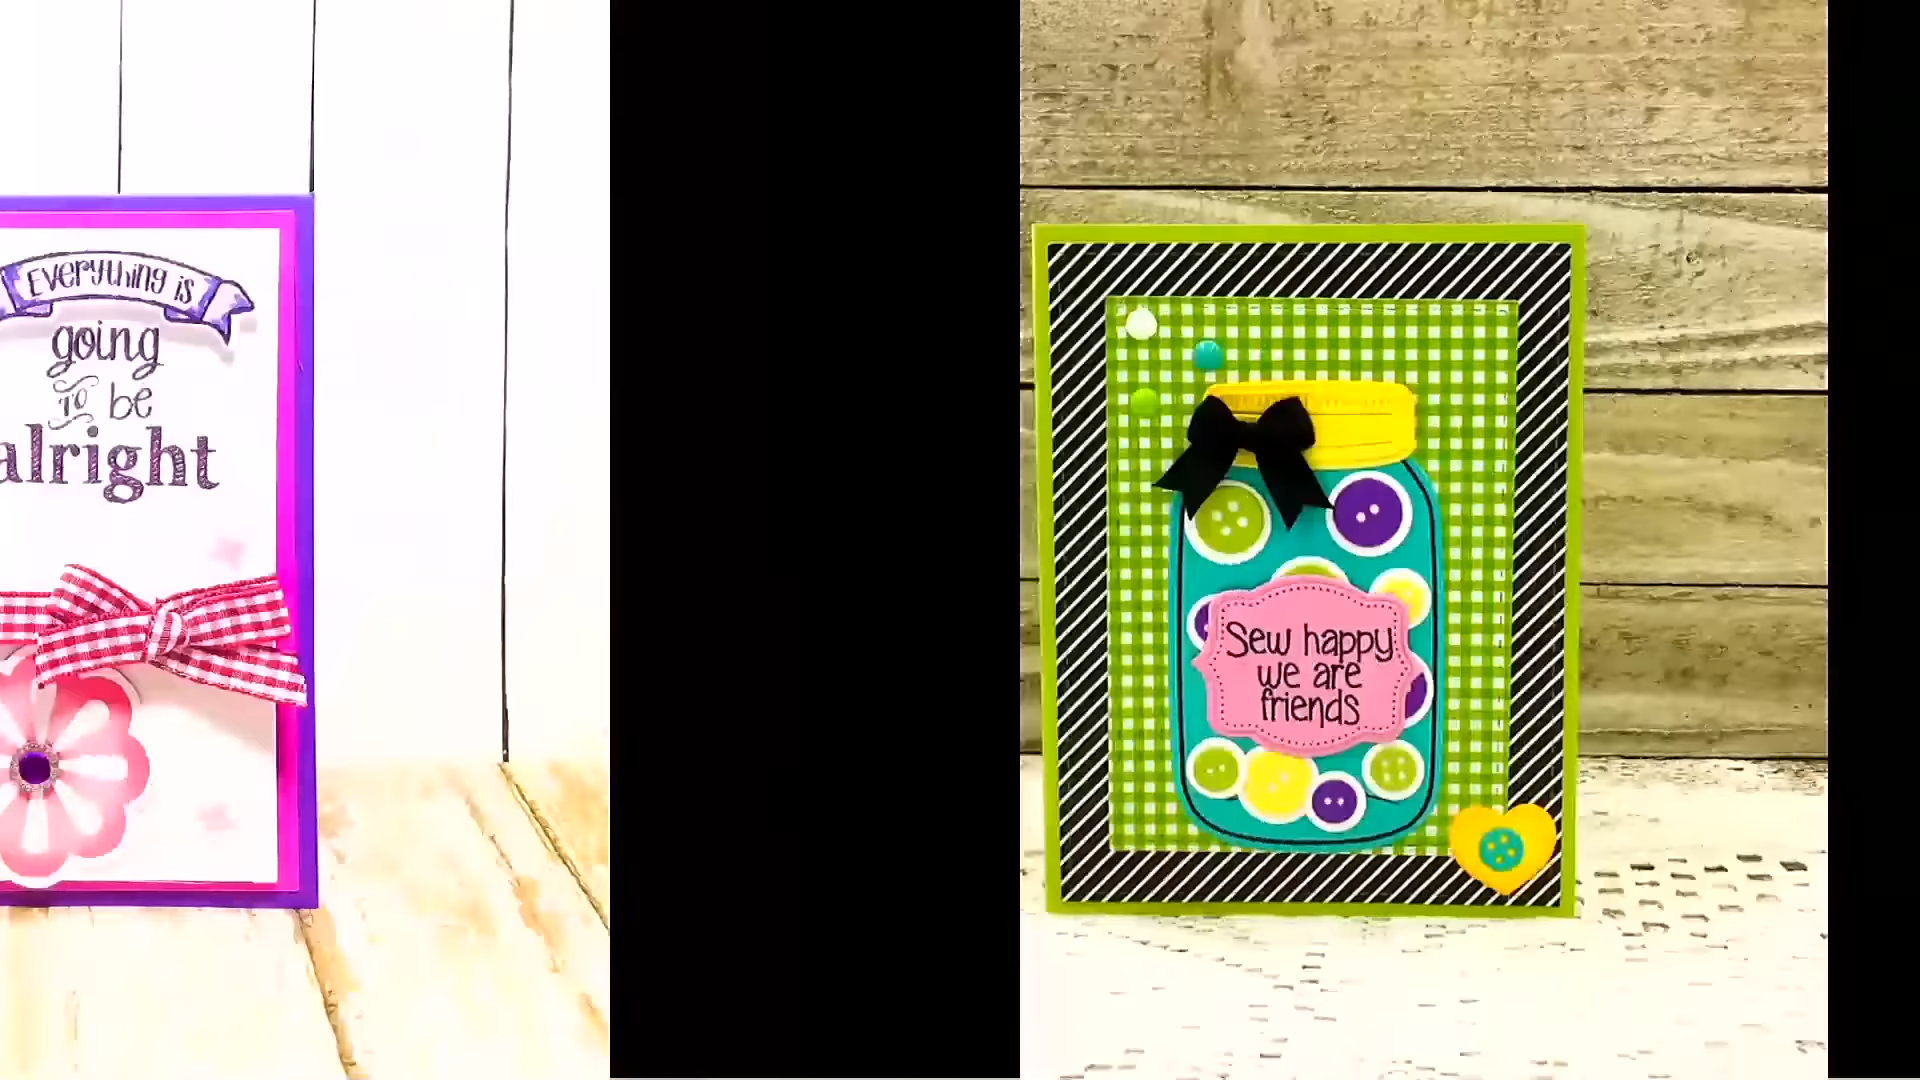 Everything is
going
to be
alright
Sew happy
we are
friends